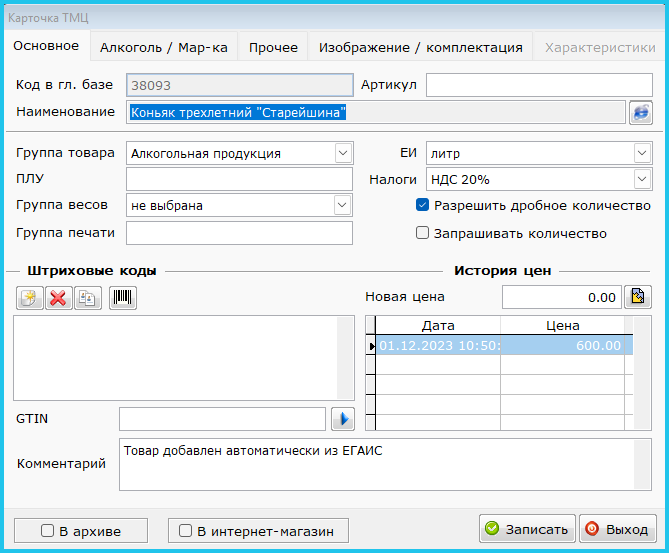 Карточка ТМЦ
Основное Алкоголь / Мар-ка Прочее Изображение / комплектация Характеристики
Код в гл. базе 38093 Артикул
Наименование Коньяк трехлетний "Старейшина"
Группа товара Алкогольная продукция ЕИ литр
ПЛУ Налоги НДС 20%
Группа весов не выбрана Разрешить дробное количество
Группа печати Запрашивать количество
Штриховые коды История цен
Новая цена 0.00
Дата Цена
01.12.2023 10:50: 600.00
GTIN
Комментарий Товар добавлен автоматически из ЕГАИС
В архиве В интернет-магазин Записать Выход